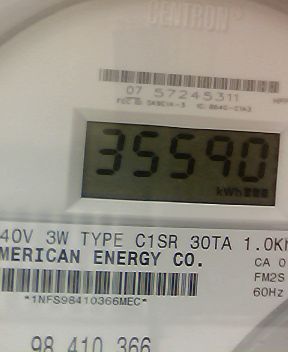 CENTRON®
07 57245311
35590
kWh
40V 3W TYPE C1SR 30TA 1.0Kh
MERICAN ENERGY CO.
CA 0
FM2S
60Hz
*1NFS98410366MEC*
98 410 366